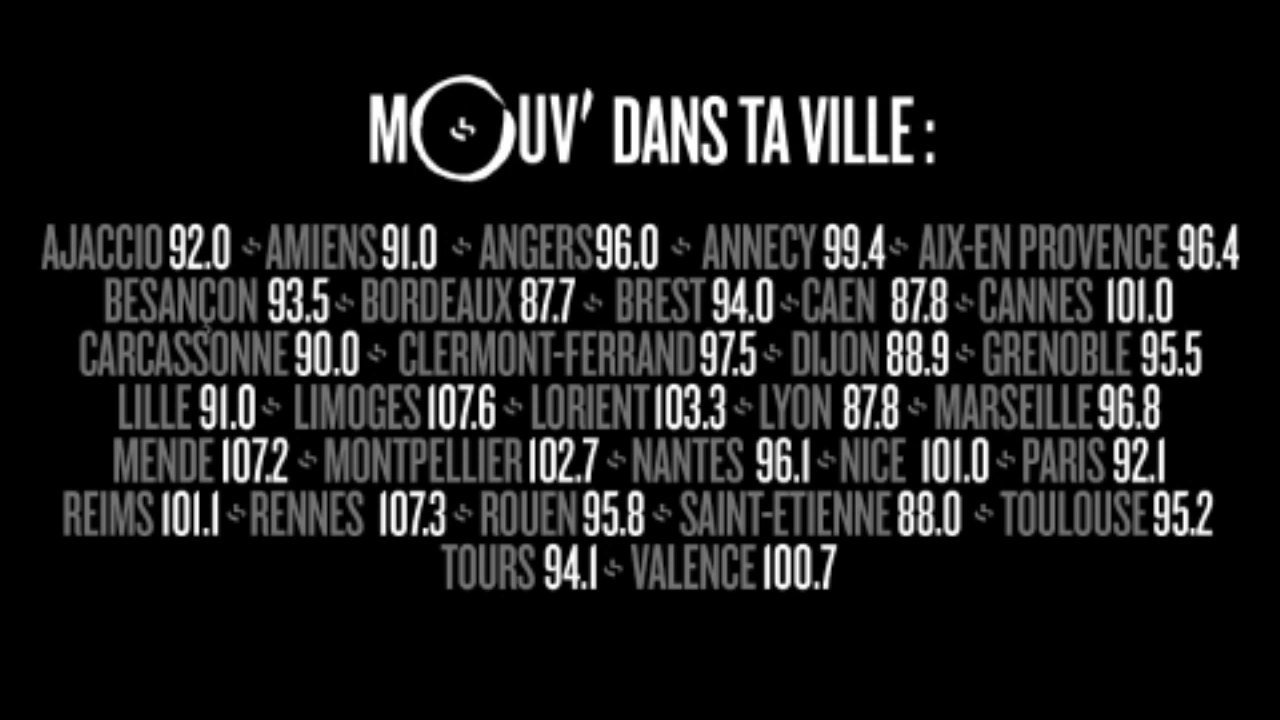 MOUV' DANS TA VILLE :
AJACCIO 92.0 AMIENS 91.0 ANGERS 96.0 ANNECY 99.4 AIX-EN PROVENCE 96.4
BESANÇON 93.5 BORDEAUX 87.7 BREST 94.0 CAEN 87.8 CANNES 101.0
CARCASSONNE 90.0 CLERMONT-FERRAND 97.5 DIJON 88.9 GRENOBLE 95.5
LILLE 91.0 LIMOGES 107.6 LORIENT 103.3 LYON 87.8 MARSEILLE 96.8
MENDE 107.2 MONTPELLIER 102.7 NANTES 96.1 NICE 101.0 PARIS 92.1
REIMS 101.1 RENNES 107.3 ROUEN 95.8 SAINT-ETIENNE 88.0 TOULOUSE 95.2
TOURS 94.1 VALENCE 100.7